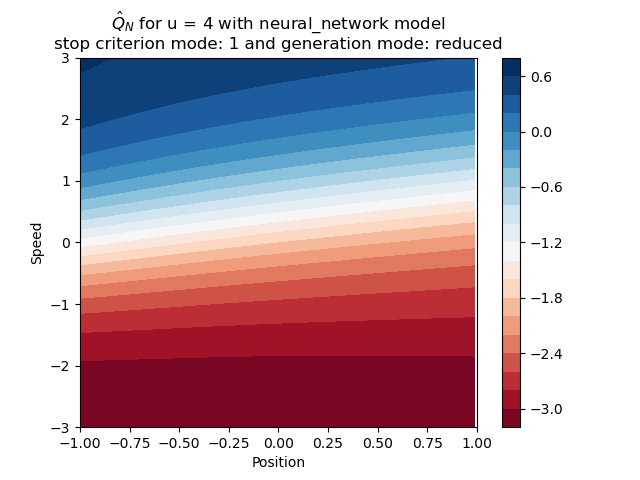 Q̂_N for u = 4 with neural_network model
stop criterion mode: 1 and generation mode: reduced
3
2
1
0
−1
−2
−3
Speed
−1.00 −0.75 −0.50 −0.25 0.00 0.25 0.50 0.75 1.00
Position
0.6
0.0
−0.6
−1.2
−1.8
−2.4
−3.0